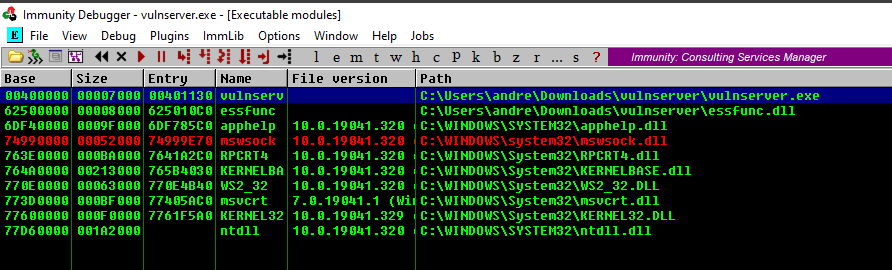 Immunity Debugger - vulnserver.exe - [Executable modules]
E File View Debug Plugins ImmLib Options Window Help Jobs
l e m t w h c p k b z r ... s ? Immunity: Consulting Services Manager
Base Size Entry Name File version Path
00400000 00007000 00401130 vulnserv C:\Users\andre\Downloads\vulnserver\vulnserver.exe
62500000 00008000 625010C0 essfunc C:\Users\andre\Downloads\vulnserver\essfunc.dll
6DF40000 0009F000 6DF785C0 apphelp 10.0.19041.320 C:\WINDOWS\SYSTEM32\apphelp.dll
74990000 00052000 74999E70 mswsock 10.0.19041.320 C:\WINDOWS\system32\mswsock.dll
763E0000 000BA000 7641A2C0 RPCRT4 10.0.19041.320 C:\WINDOWS\System32\RPCRT4.dll
764A0000 00213000 765B4030 KERNELBA 10.0.19041.320 C:\WINDOWS\System32\KERNELBASE.dll
770E0000 00063000 770E4B40 WS2_32 10.0.19041.320 C:\WINDOWS\System32\WS2_32.DLL
773D0000 000BF000 77405AC0 msvcrt 7.0.19041.1 (Win C:\WINDOWS\System32\msvcrt.dll
77600000 000F0000 7761F5A0 KERNEL32 10.0.19041.329 C:\WINDOWS\System32\KERNEL32.DLL
77D60000 001A2000 ntdll 10.0.19041.320 C:\WINDOWS\SYSTEM32\ntdll.dll